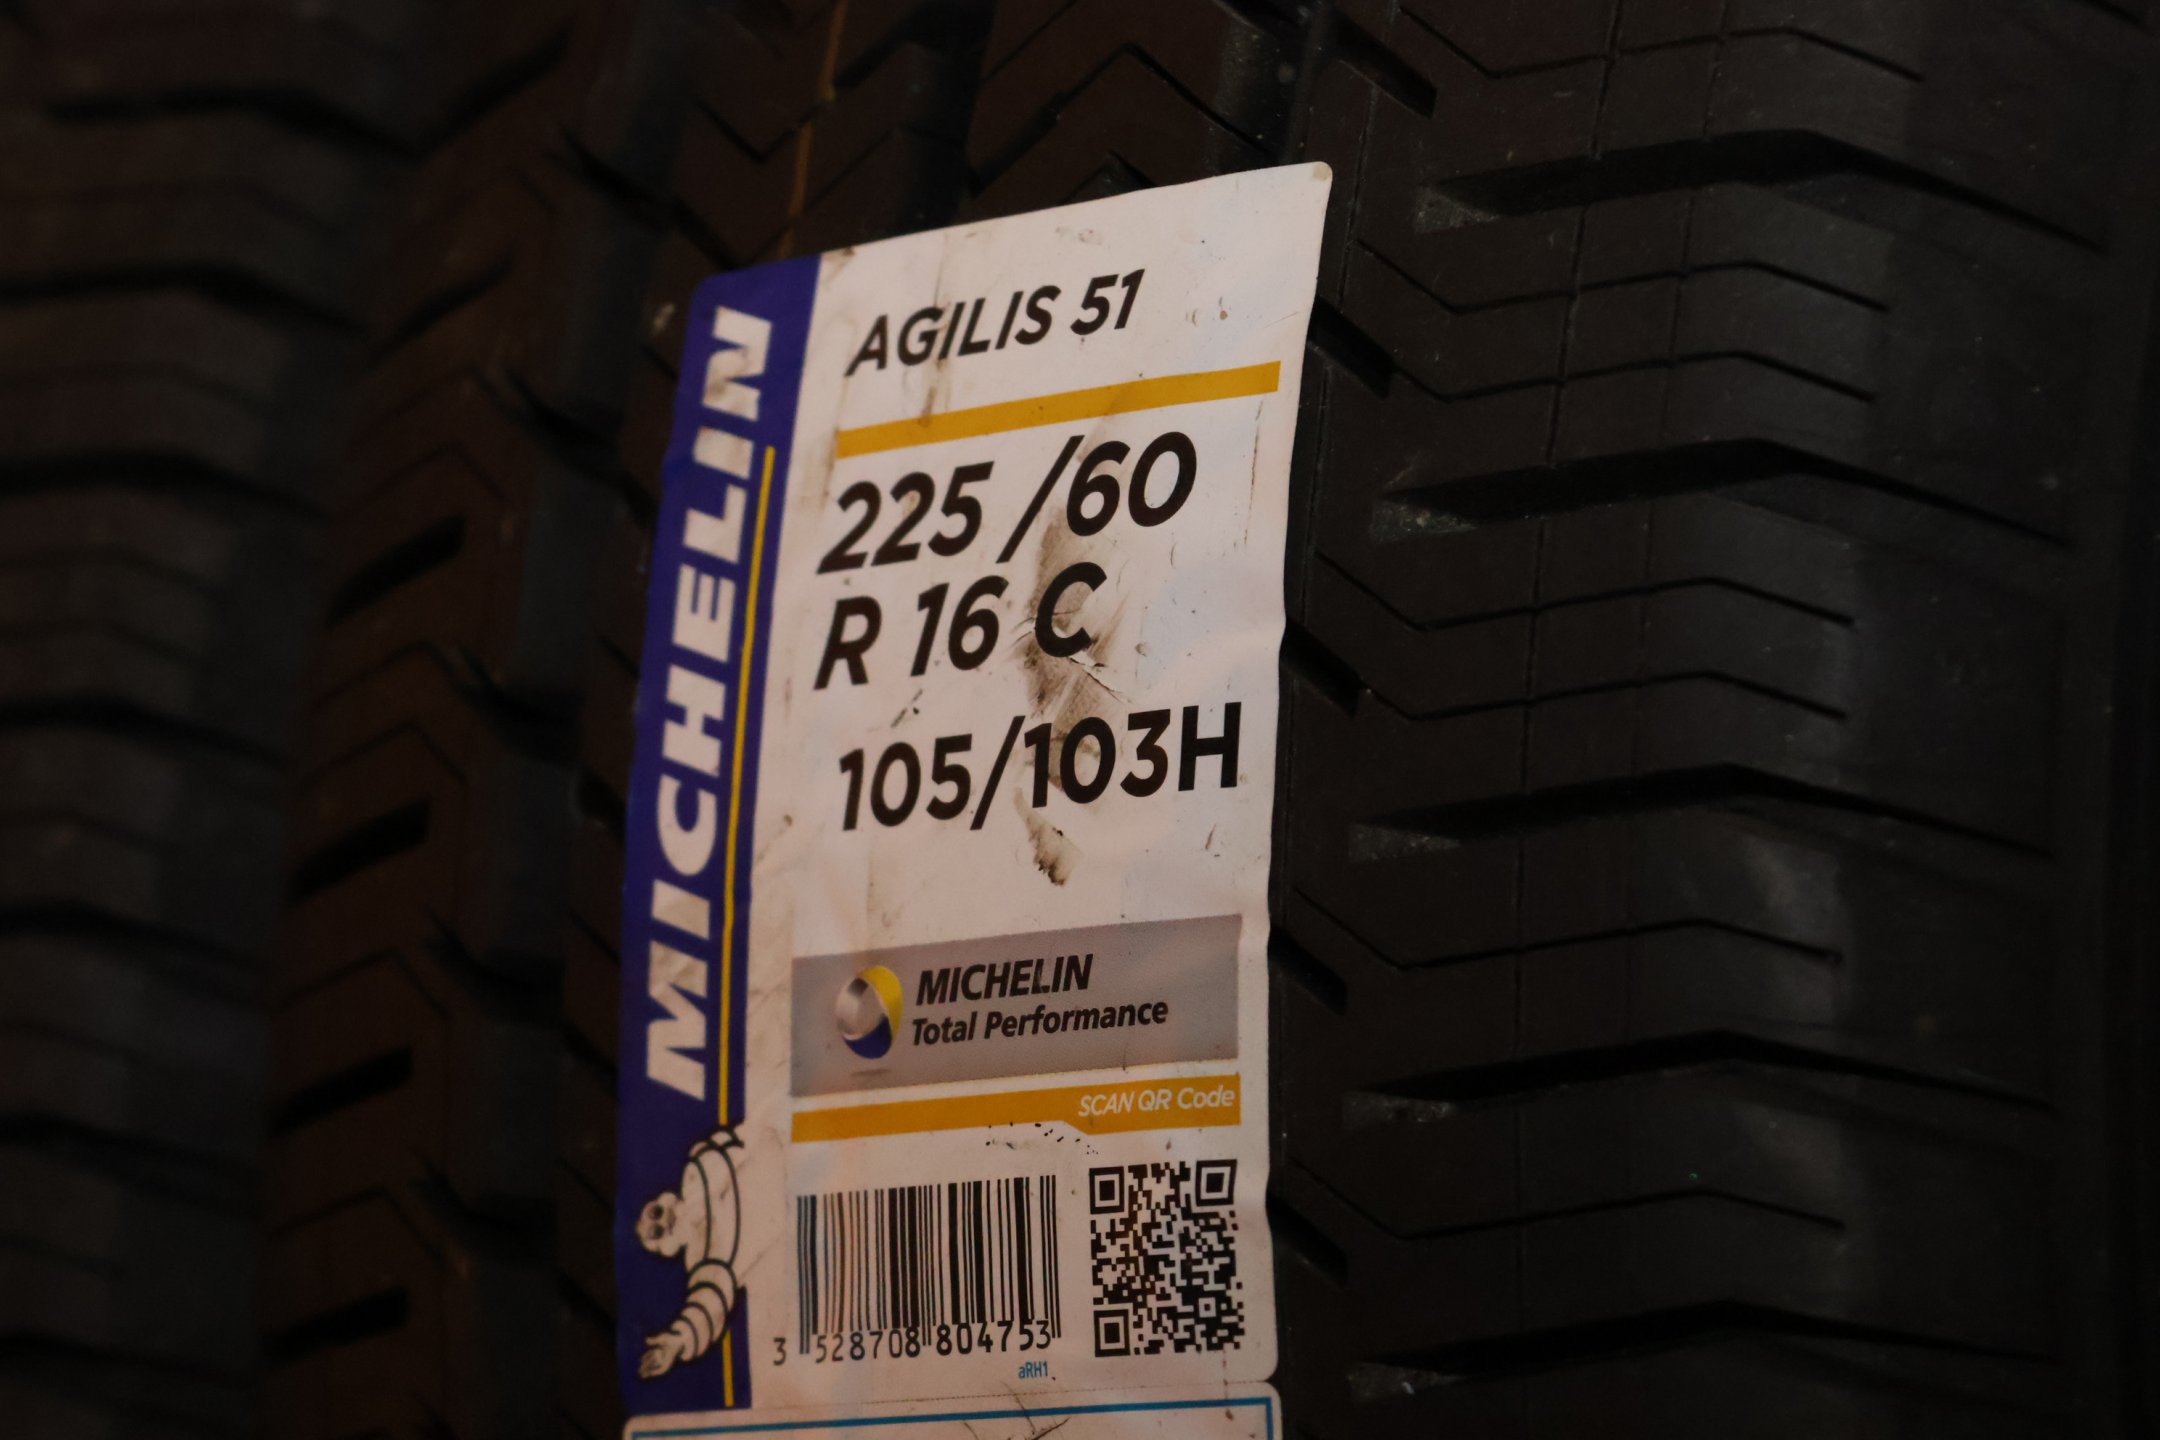 MICHELIN
AGILIS 51
225 /60
R 16 C
105/103H
MICHELIN
Total Performance
SCAN QR Code
3 528708 804753
aRH1